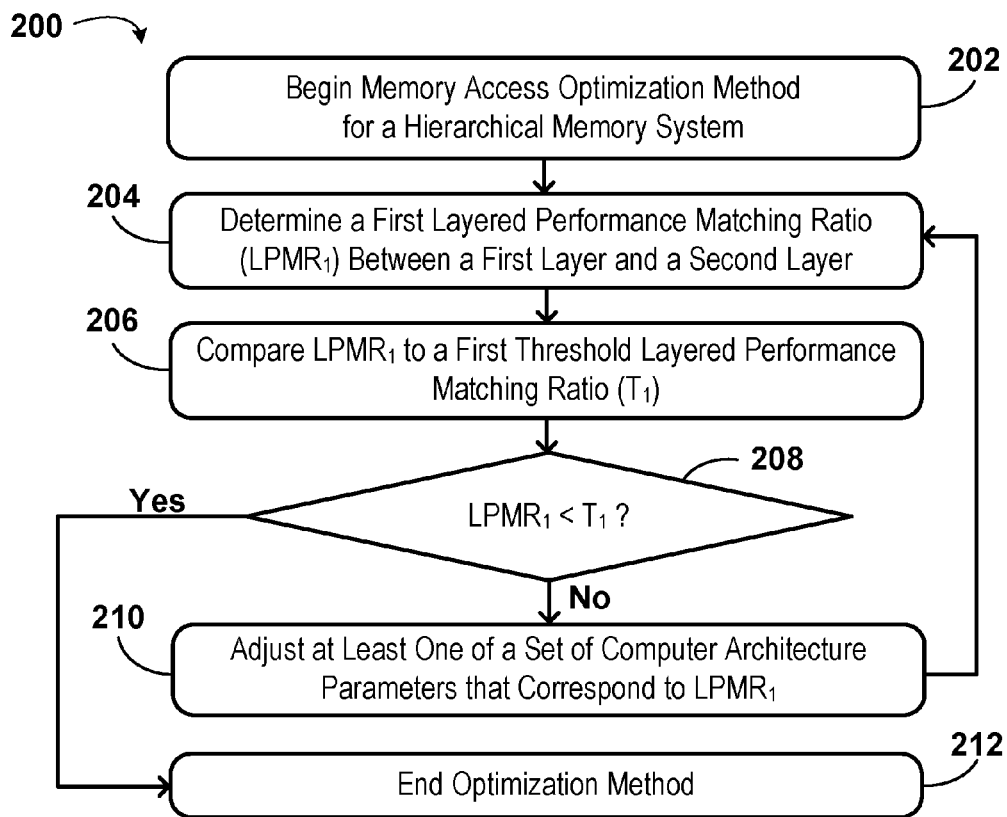 200
202
Begin Memory Access Optimization Method
for a Hierarchical Memory System
204
Determine a First Layered Performance Matching Ratio
(LPMR₁) Between a First Layer and a Second Layer
206
Compare LPMR₁ to a First Threshold Layered Performance
Matching Ratio (T₁)
208
Yes
LPMR₁ < T₁ ?
No
210
Adjust at Least One of a Set of Computer Architecture
Parameters that Correspond to LPMR₁
212
End Optimization Method